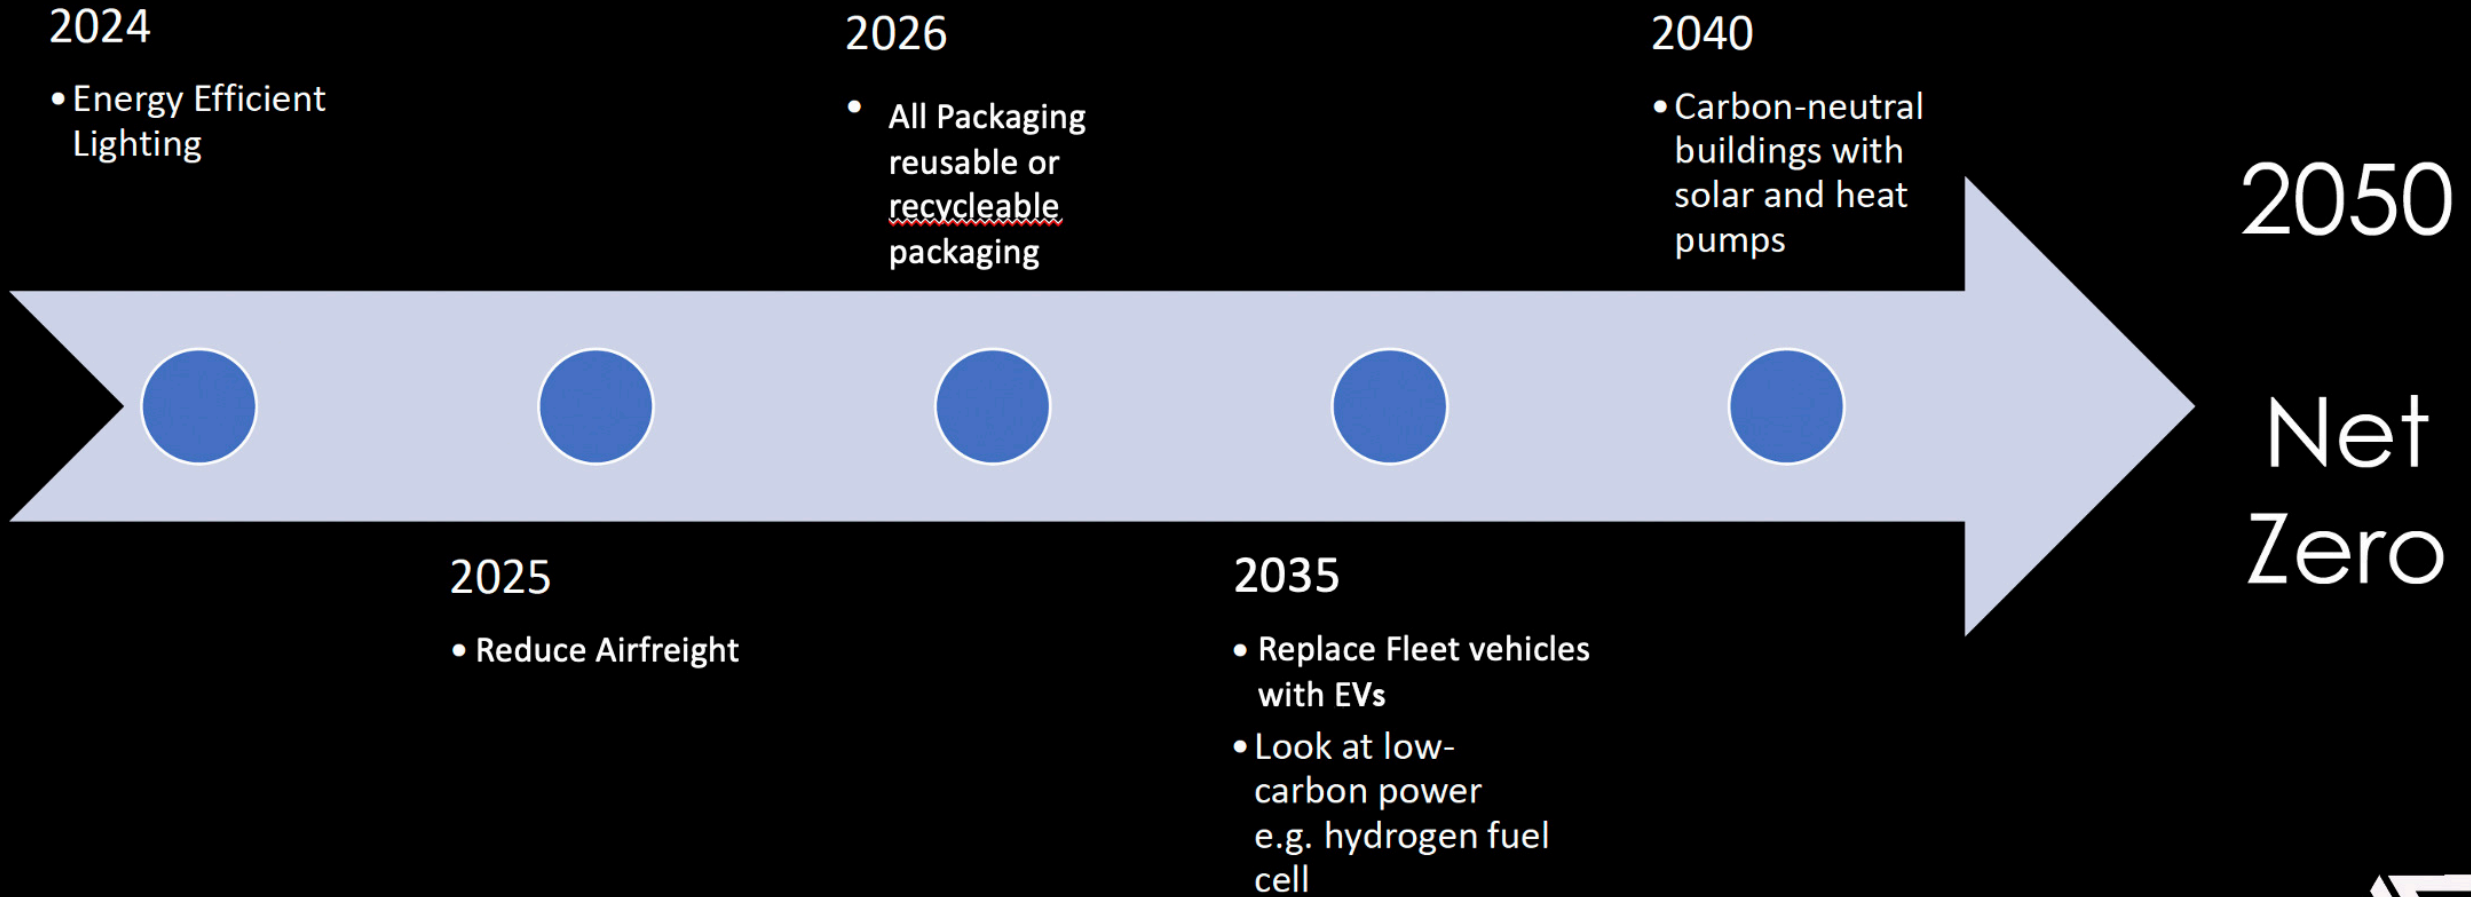 2024
• Energy Efficient
Lighting
2025
• Reduce Airfreight
2026
• All Packaging
reusable or
recycleable
packaging
2035
• Replace Fleet vehicles
with EVs
• Look at low-
carbon power
e.g. hydrogen fuel
cell
2040
• Carbon-neutral
buildings with
solar and heat
pumps
2050
Net
Zero